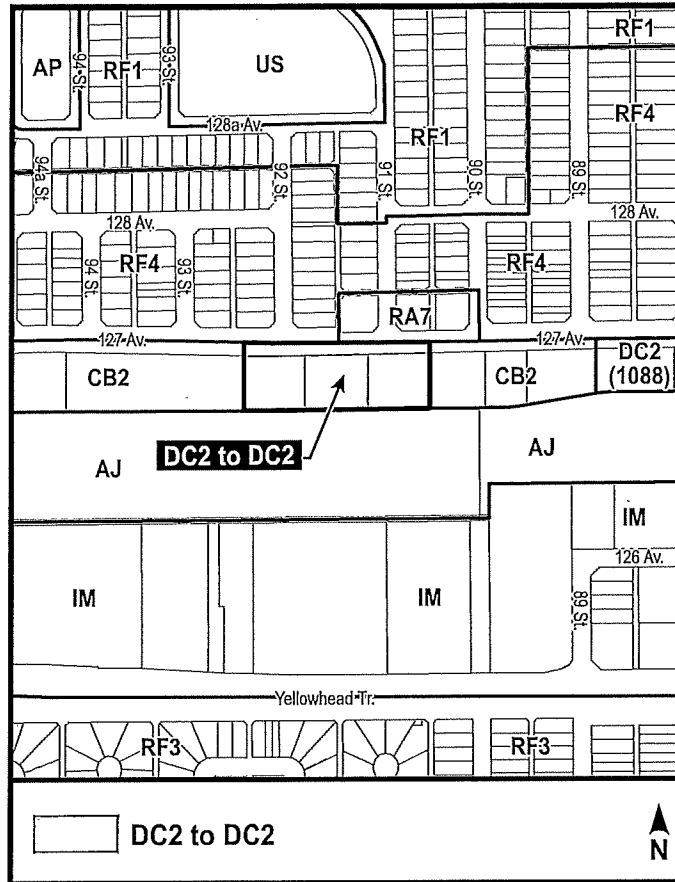 RF1
AP
94 St.
RF1
93 St.
US
RF4
128a Av.
RF1
94a St.
92 St.
91 St.
90 St.
89 St.
128 Av.
128 Av.
94 St.
RF4
93 St.
RF4
RA7
127 Av.
127 Av.
DC2
(1088)
CB2
CB2
DC2 to DC2
AJ
AJ
IM
126 Av.
IM
IM
89 St.
Yellowhead Tr.
RF3
RF3
DC2 to DC2
N